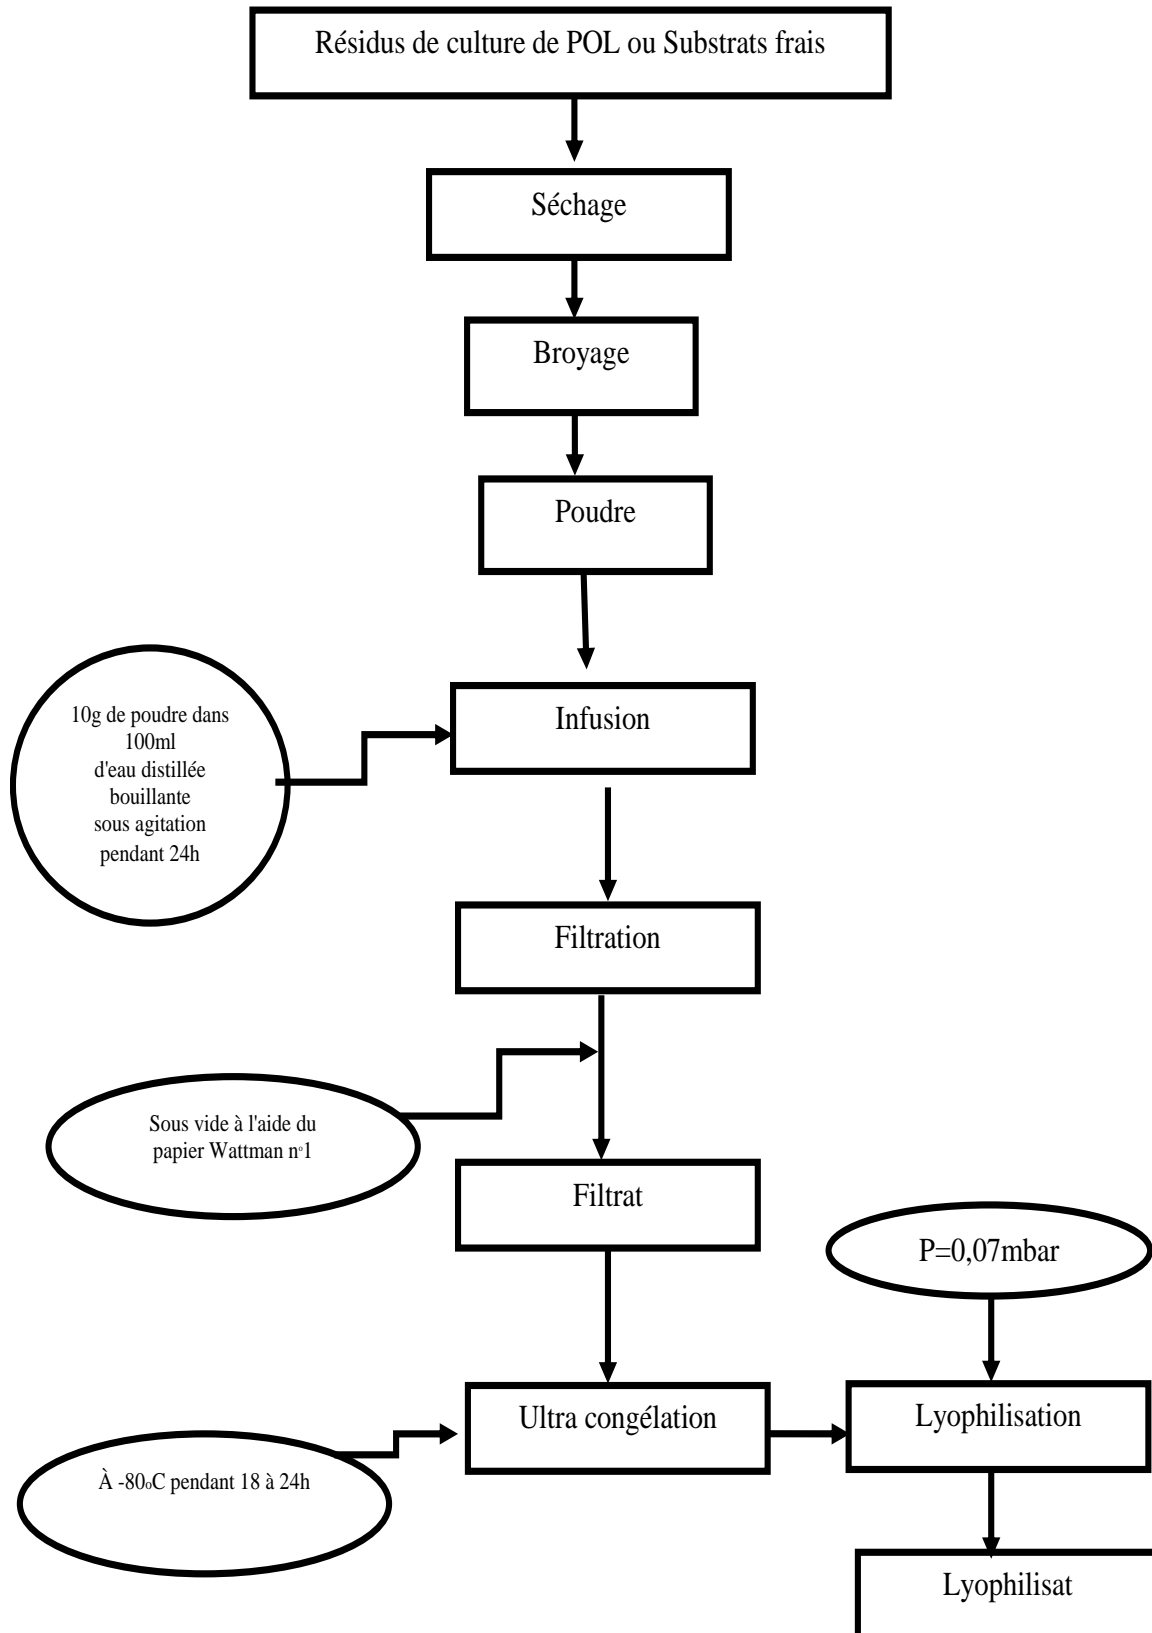 Résidus de culture de POL ou Substrats frais
Séchage
Broyage
Poudre
10g de poudre dans
100ml
d'eau distillée
bouillante
sous agitation
pendant 24h
Infusion
Filtration
Sous vide à l'aide du
papier Wattman n°1
Filtrat
P=0,07mbar
Ultra congélation
Lyophilisation
À -80oC pendant 18 à 24h
Lyophilisat